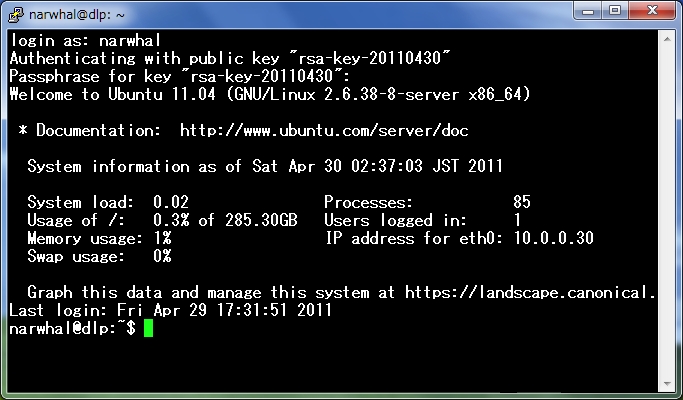 narwhal@dlp: ~
login as: narwhal
Authenticating with public key "rsa-key-20110430"
Passphrase for key "rsa-key-20110430":
Welcome to Ubuntu 11.04 (GNU/Linux 2.6.38-8-server x86_64)
* Documentation:  http://www.ubuntu.com/server/doc
System information as of Sat Apr 30 02:37:03 JST 2011
System load:  0.02                Processes:           85
Usage of /:   0.3% of 285.30GB   Users logged in:     1
Memory usage: 1%                 IP address for eth0: 10.0.0.30
Swap usage:   0%
Graph this data and manage this system at https://landscape.canonical.
Last login: Fri Apr 29 17:31:51 2011
narwhal@dlp:~$